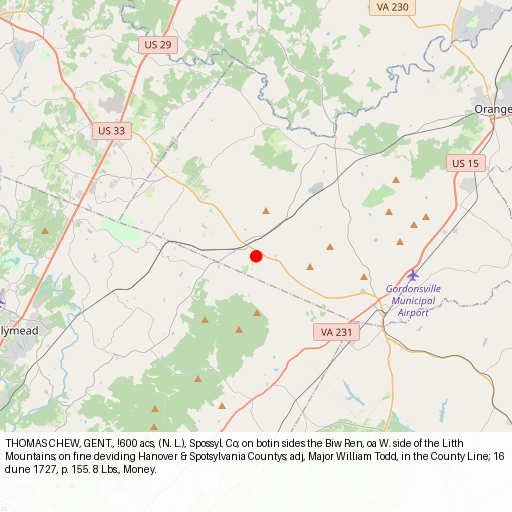 VA 230
US 29
Orange
US 33
US 15
Gordonsville
Municipal
Airport
lymead
VA 231
THOMAS CHEW, GENT., !600 acs, (N. L.), Spossyl. Co; on botin sides the Biw Ren, oa W. side of the Litth
Mountains; on fine deviding Hanover & Spotsylvania Countys; adj, Major William Todd, in the County Line; 16
dune 1727, p. 155. 8 Lbs., Money.